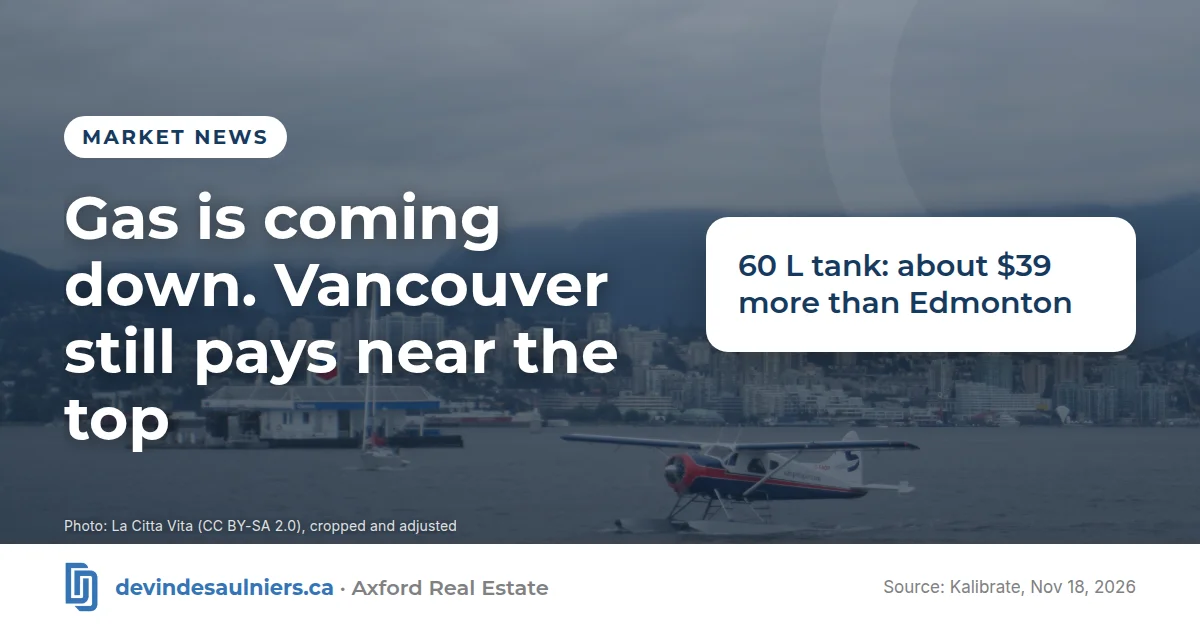 MARKET NEWS
Gas is coming
down. Vancouver
still pays near the
top
60 L tank: about $39
more than Edmonton
Photo: La Citta Vita (CC BY-SA 2.0), cropped and adjusted
devindesaulniers.ca · Axford Real Estate
Source: Kalibrate, Nov 18, 2026